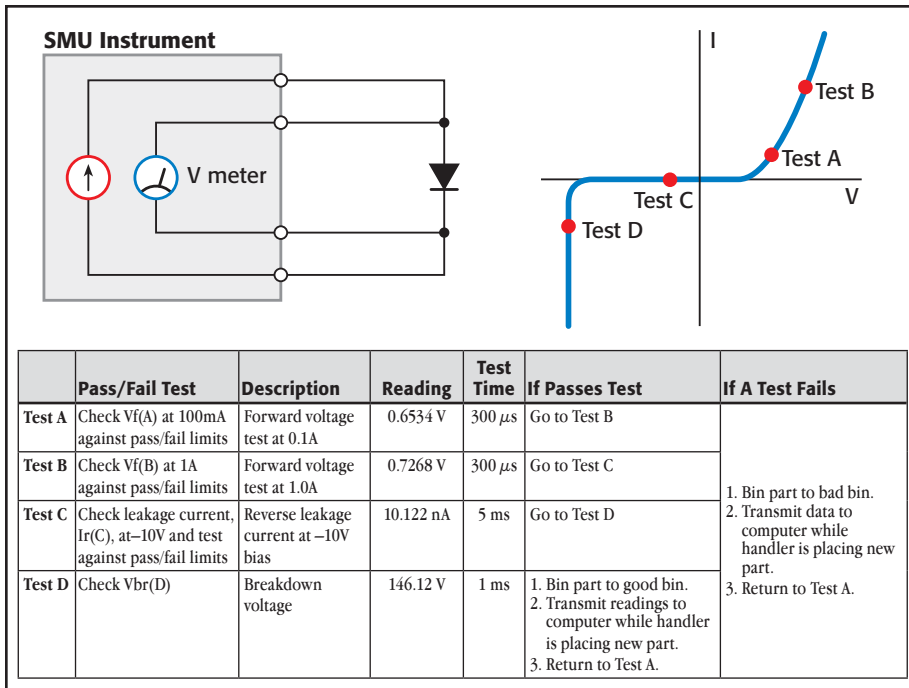 SMU Instrument
V meter
I
Test B
Test A
Test C
V
Test D
Pass/Fail Test
Description
Reading
Test
Time
If Passes Test
If A Test Fails
Test A
Check Vf(A) at 100mA
against pass/fail limits
Forward voltage
test at 0.1A
0.6534 V
300 μs
Go to Test B
Test B
Check Vf(B) at 1A
against pass/fail limits
Forward voltage
test at 1.0A
0.7268 V
300 μs
Go to Test C
Test C
Check leakage current,
Ir(C), at–10V and test
against pass/fail limits
Reverse leakage
current at –10V
bias
10.122 nA
5 ms
Go to Test D
Test D
Check Vbr(D)
Breakdown
voltage
146.12 V
1 ms
1. Bin part to good bin.
2. Transmit readings to
computer while handler
is placing new part.
3. Return to Test A.
1. Bin part to bad bin.
2. Transmit data to
computer while
handler is placing new
part.
3. Return to Test A.